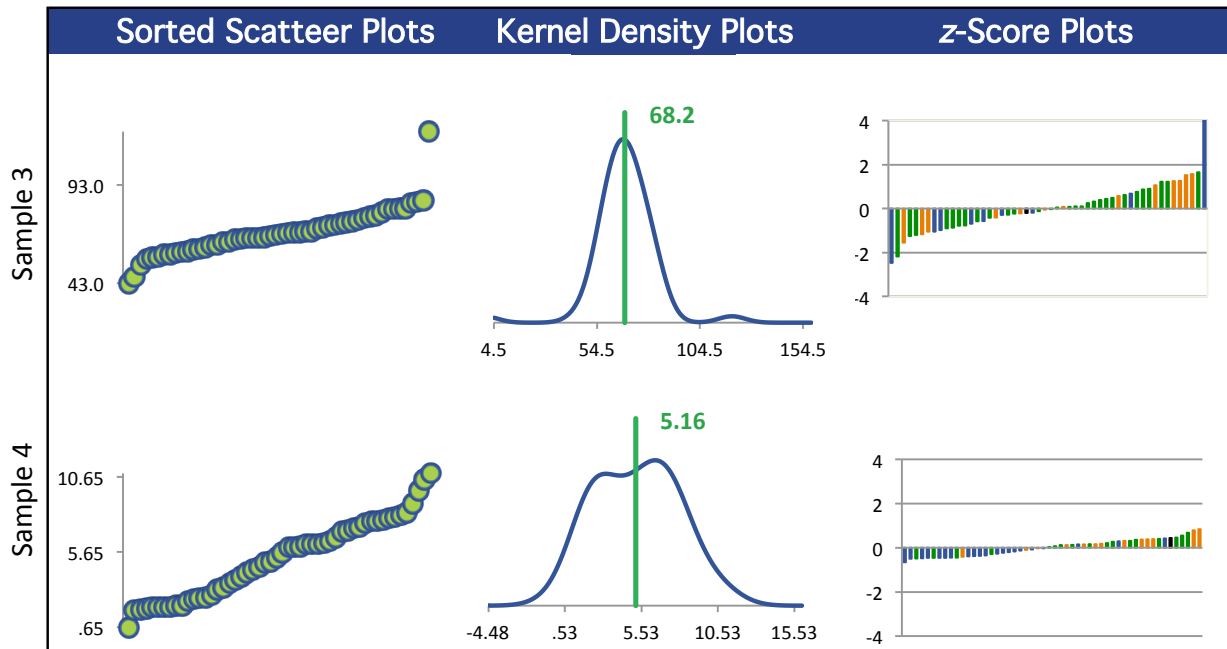 Sorted Scatteer Plots
Kernel Density Plots
z-Score Plots
Sample 3
93.0
43.0
68.2
4.5 54.5 104.5 154.5
4
2
0
-2
-4
Sample 4
10.65
5.65
.65
5.16
-4.48 .53 5.53 10.53 15.53
4
2
0
-2
-4